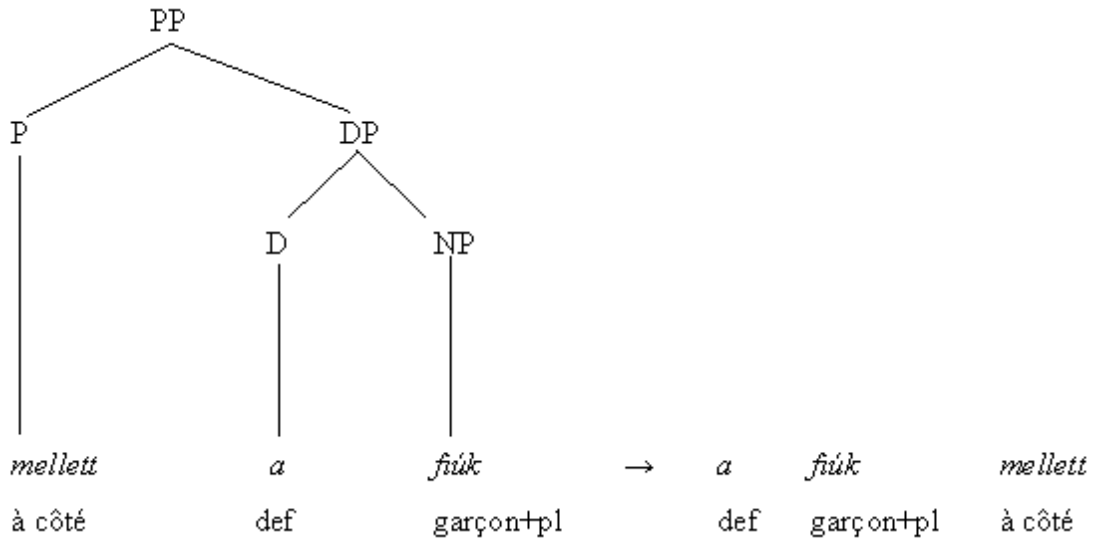 PP
P DP
D NP
mellett a fiúk → a fiúk mellett
à côté def garçon+pl def garçon+pl à côté